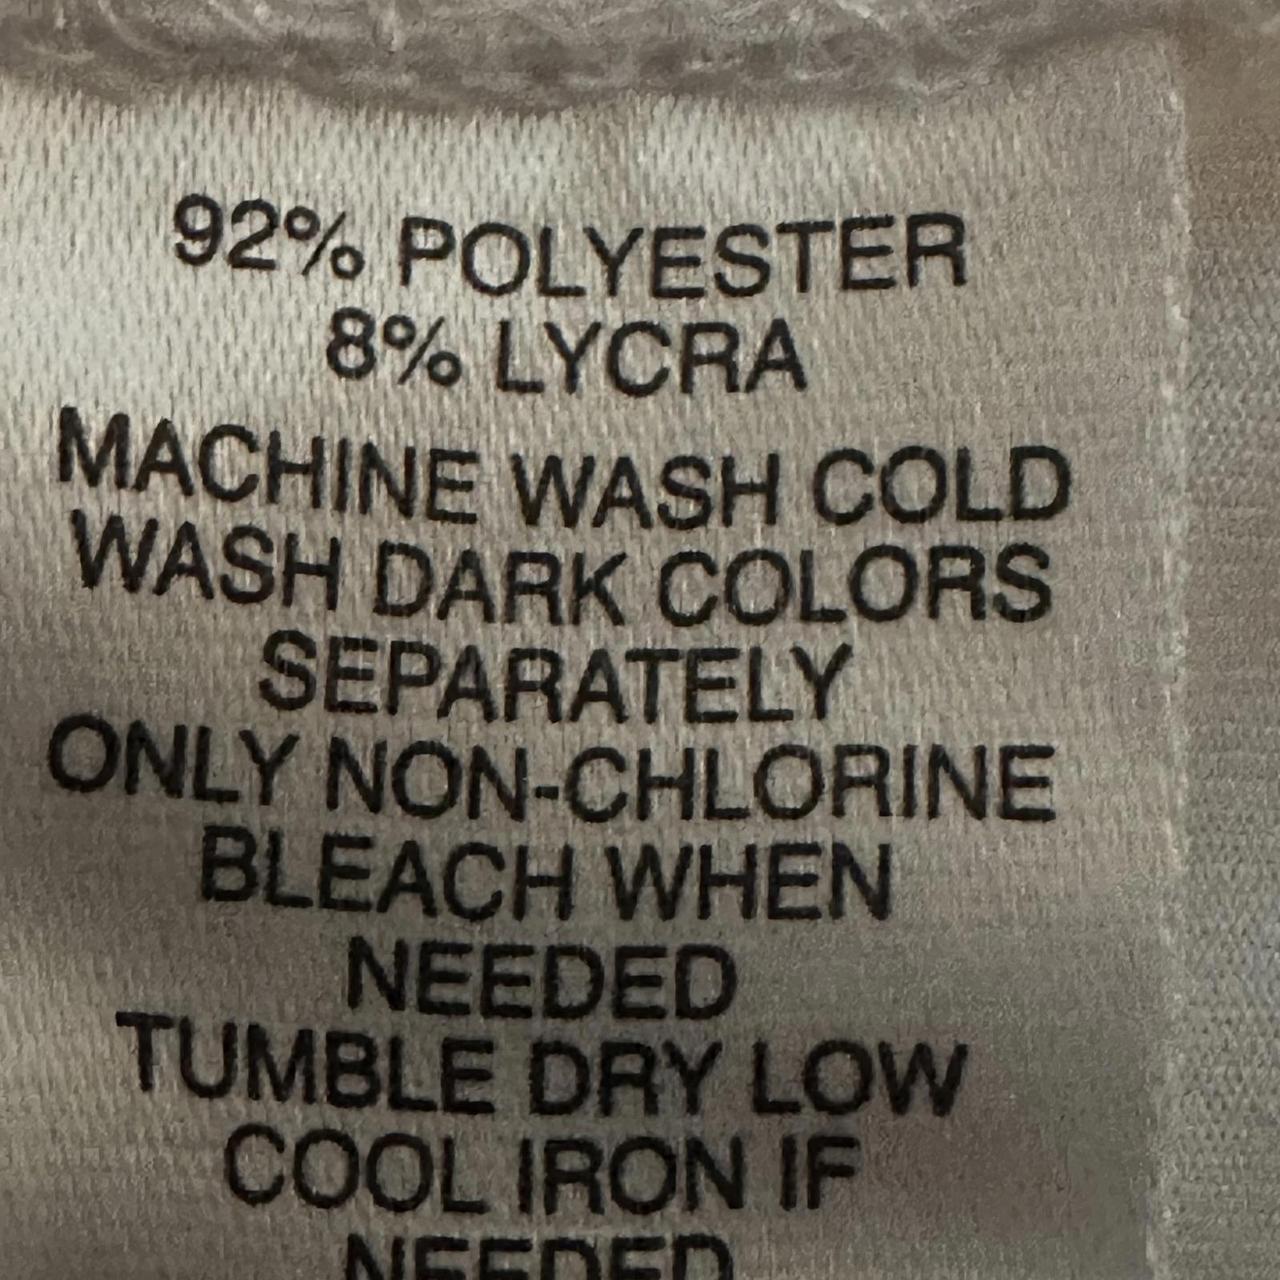 92% POLYESTER
8% LYCRA
MACHINE WASH COLD
WASH DARK COLORS
SEPARATELY
ONLY NON-CHLORINE
BLEACH WHEN
NEEDED
TUMBLE DRY LOW
COOL IRON IF
NEEDED